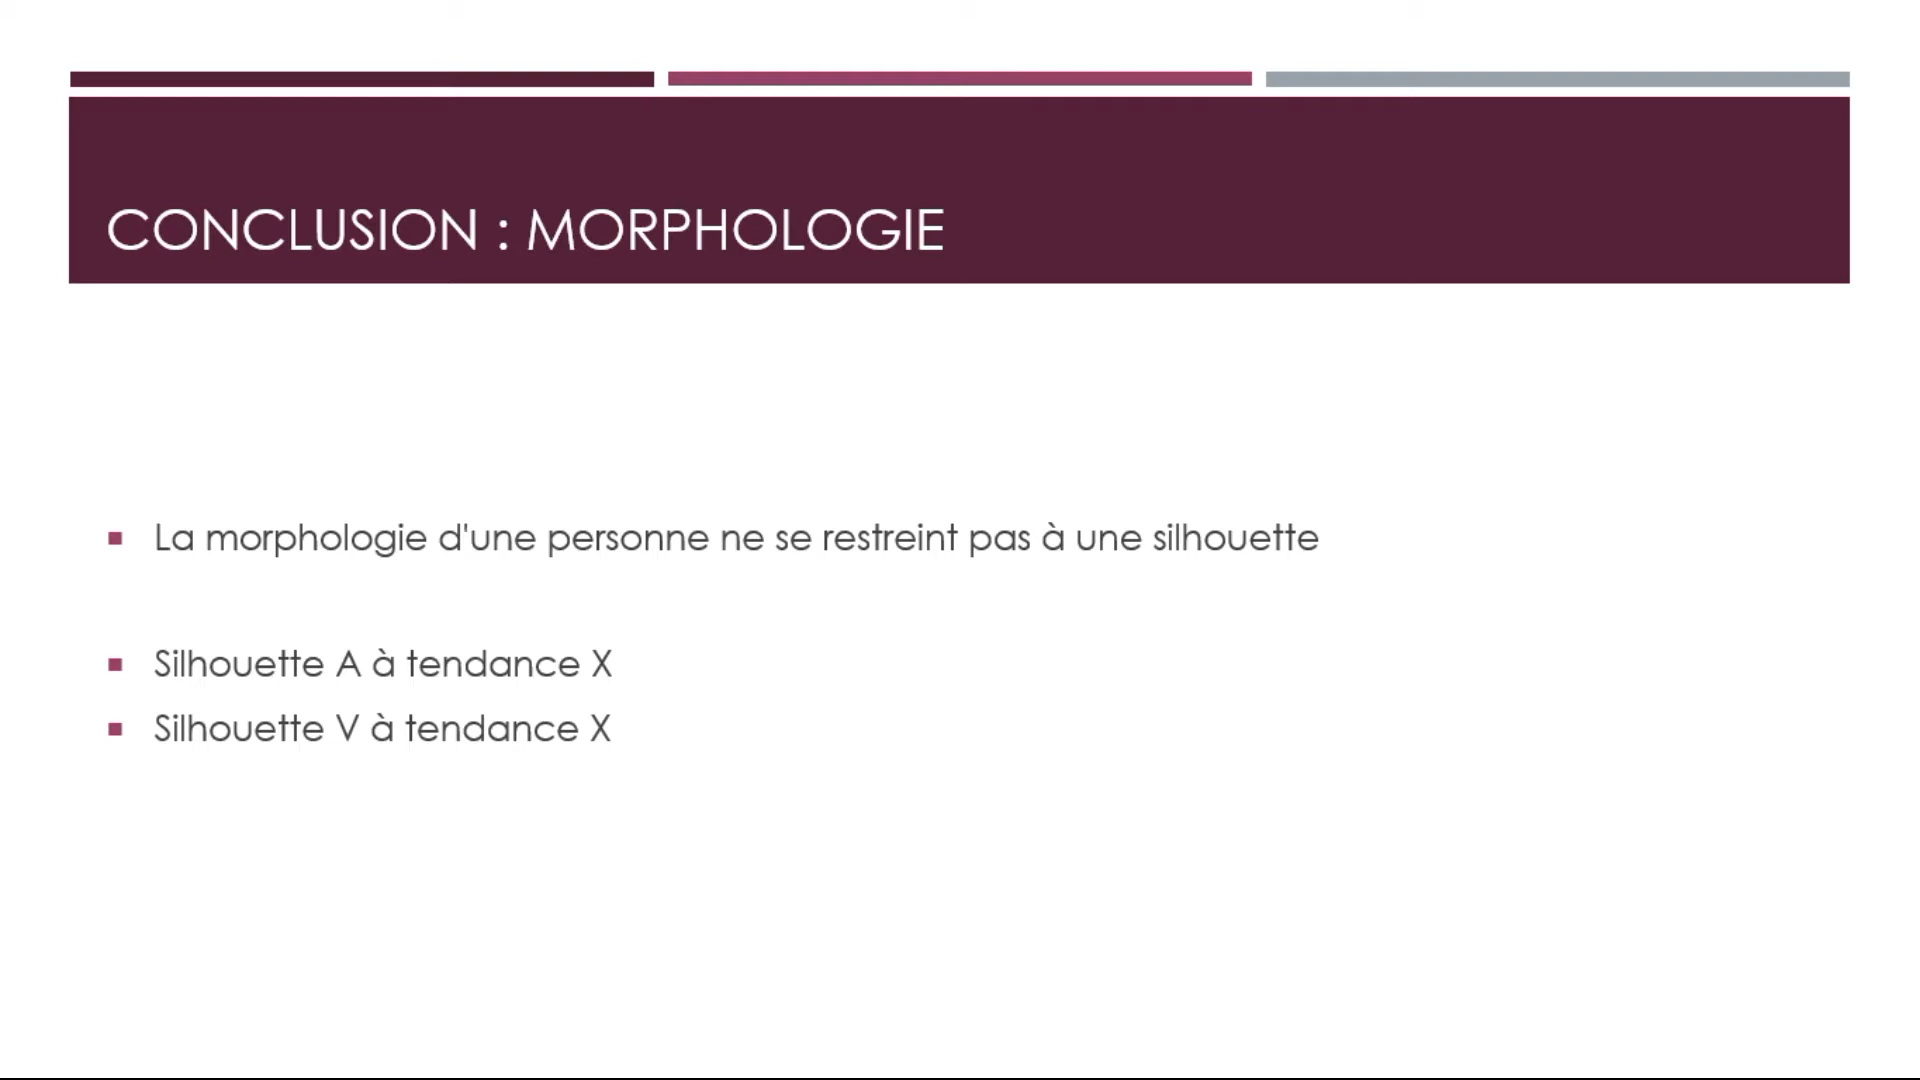 CONCLUSION : MORPHOLOGIE
La morphologie d'une personne ne se restreint pas à une silhouette
Silhouette A à tendance X
Silhouette V à tendance X